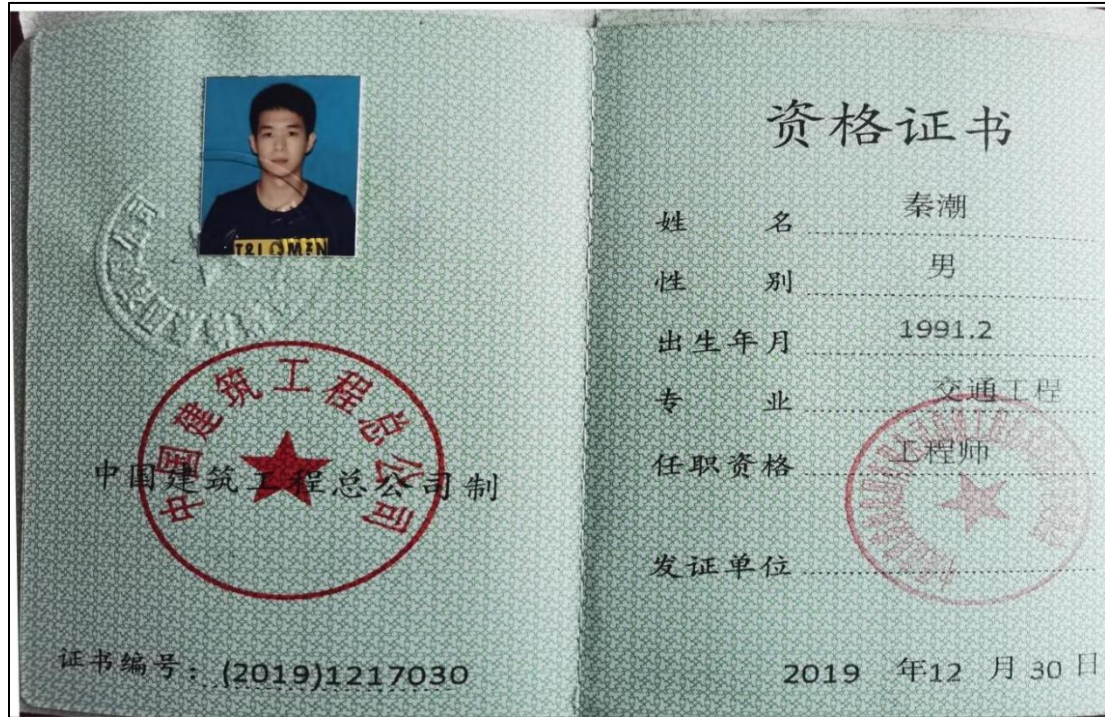 中国建筑工程总公司
中国建筑工程总公司制
证书编号：(2019)1217030
资格证书
姓名 秦潮
性别 男
出生年月 1991.2
专业 交通工程
任职资格 工程师
发证单位
2019 年12 月 30 日